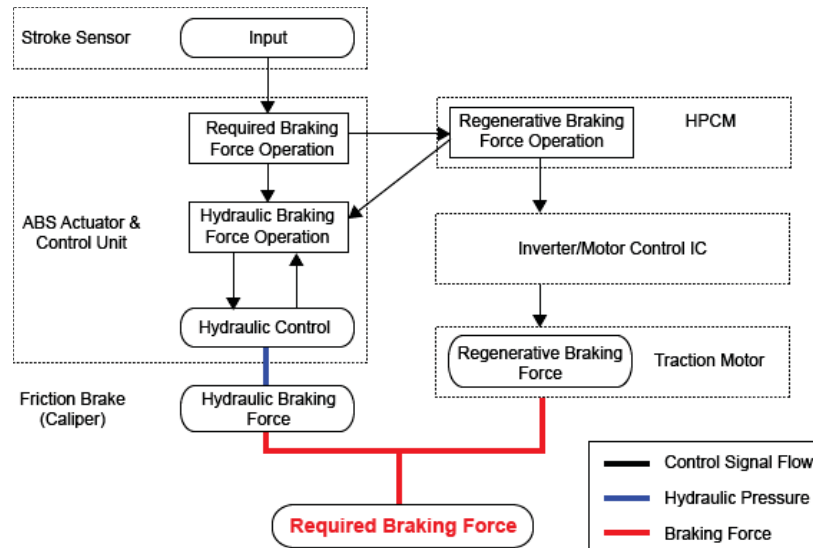 Stroke Sensor
Input
Required Braking
Force Operation
Regenerative Braking
Force Operation
HPCM
ABS Actuator &
Control Unit
Hydraulic Braking
Force Operation
Inverter/Motor Control IC
Hydraulic Control
Regenerative Braking
Force
Traction Motor
Friction Brake
(Caliper)
Hydraulic Braking
Force
Control Signal Flow
Hydraulic Pressure
Braking Force
Required Braking Force